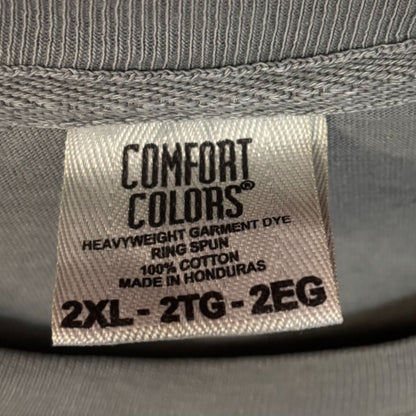 COMFORT
COLORS®
HEAVYWEIGHT GARMENT DYE
RING SPUN
100% COTTON
MADE IN HONDURAS
2XL - 2TG - 2EG